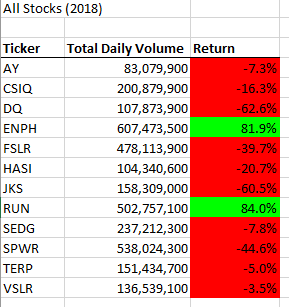 All Stocks (2018)
Ticker Total Daily Volume Return
AY 83,079,900 -7.3%
CSIQ 200,879,900 -16.3%
DQ 107,873,900 -62.6%
ENPH 607,473,500 81.9%
FSLR 478,113,900 -39.7%
HASI 104,340,600 -20.7%
JKS 158,309,000 -60.5%
RUN 502,757,100 84.0%
SEDG 237,212,300 -7.8%
SPWR 538,024,300 -44.6%
TERP 151,434,700 -5.0%
VSLR 136,539,100 -3.5%